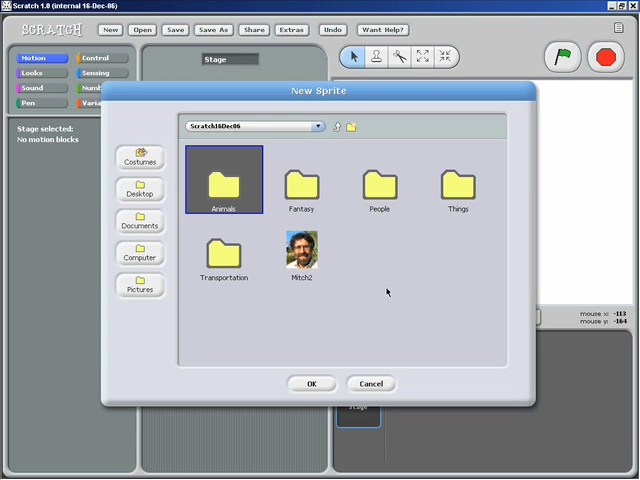 Scratch 1.0 (internal 16-Dec-06)
SCRATCH
New
Open
Save
Save As
Share
Extras
Undo
Want Help?
Motion
Control
Looks
Sensing
Sound
Pen
Stage
Stage selected:
No motion blocks
New Sprite
Scratch16Dec06
Costumes
Desktop
Documents
Computer
Pictures
Animals
Fantasy
People
Things
Transportation
Mitch2
OK
Cancel
mouse x: -113
mouse y: -164
Stage